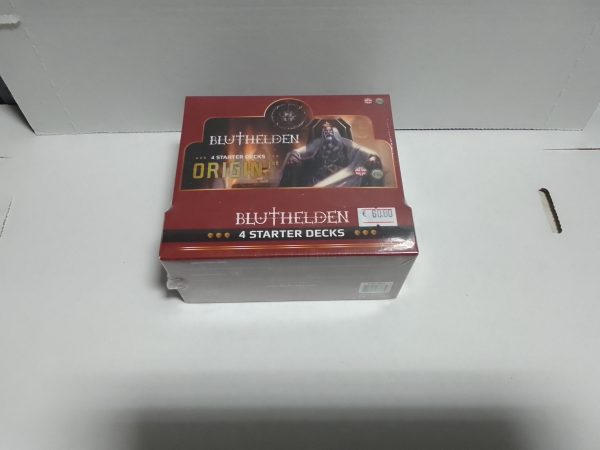 BLUTHELDEN
4 STARTER DECKS
ORIGIN
BLUTHELDEN
€ 60.00
4 STARTER DECKS